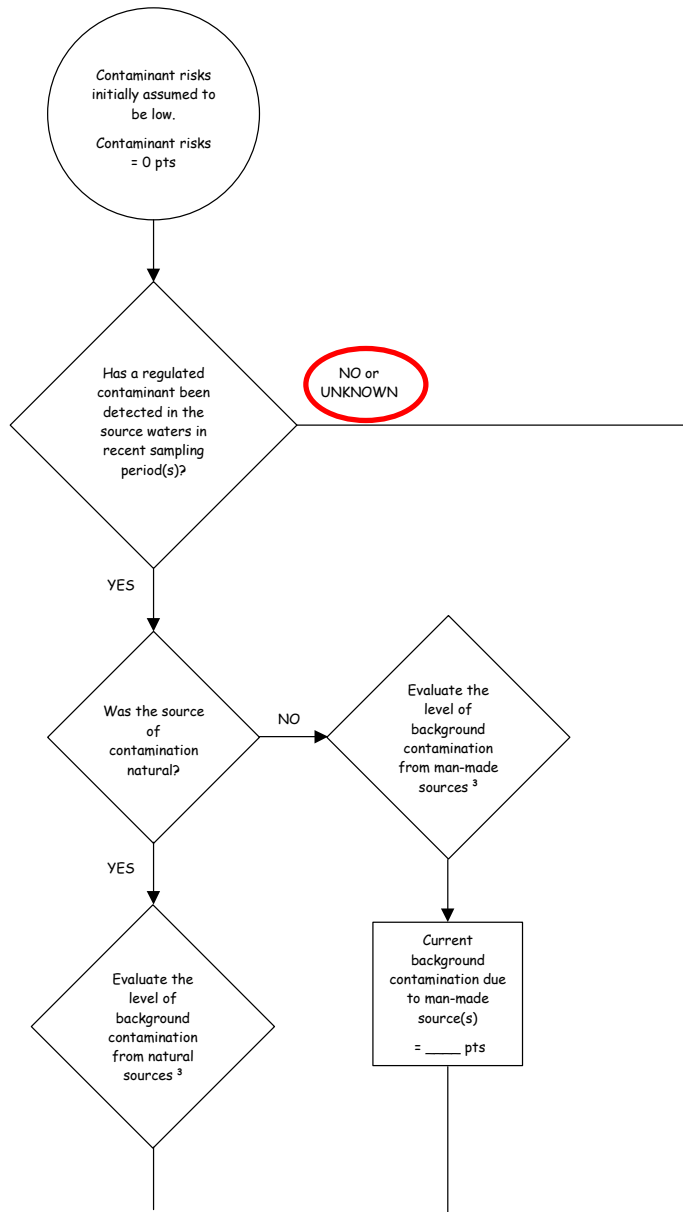 Contaminant risks
initially assumed to
be low.
Contaminant risks
= 0 pts
Has a regulated
contaminant been
detected in the
source waters in
recent sampling
period(s)?
NO or
UNKNOWN
YES
Was the source
of
contamination
natural?
NO
Evaluate the
level of
background
contamination
from man-made
sources ³
YES
Evaluate the
level of
background
contamination
from natural
sources ³
Current
background
contamination due
to man-made
source(s)
= ____ pts